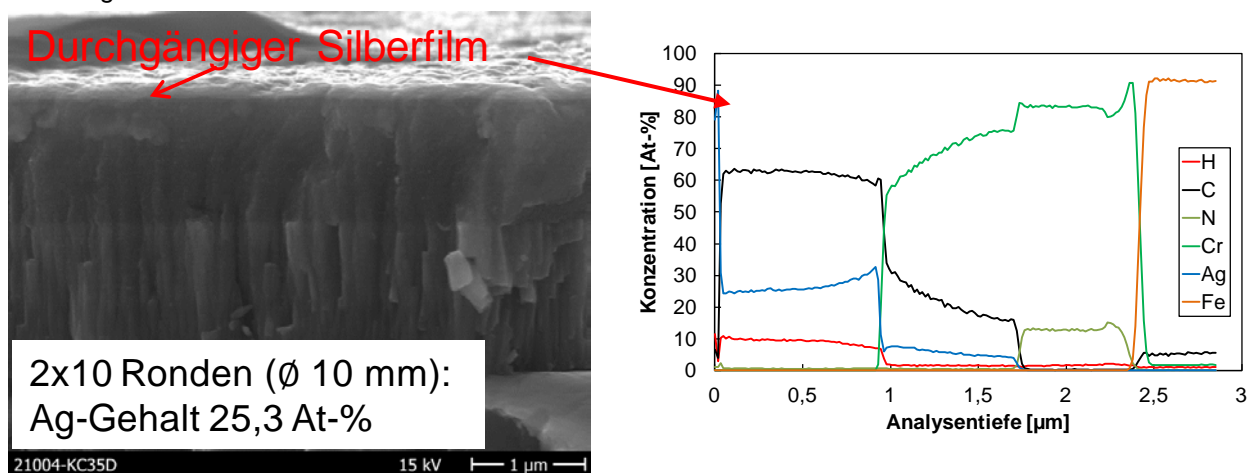 Durchgängiger Silberfilm
2x10 Ronden (Ø 10 mm):
Ag-Gehalt 25,3 At-%
21004-KC35D
15 kV
1 µm
Konzentration [At-%]
100
90
80
70
60
50
40
30
20
10
0
0
0,5
1
1,5
2
2,5
3
Analysentiefe [µm]
H
C
N
Cr
Ag
Fe